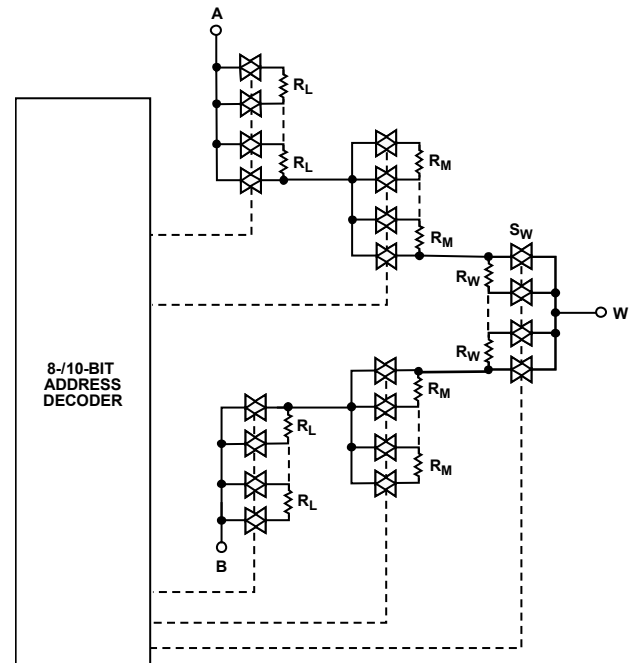 A
R_L
R_L
R_M
R_M
S_W
R_W
W
R_W
8-/10-BIT
ADDRESS
DECODER
R_M
R_L
R_M
R_L
B